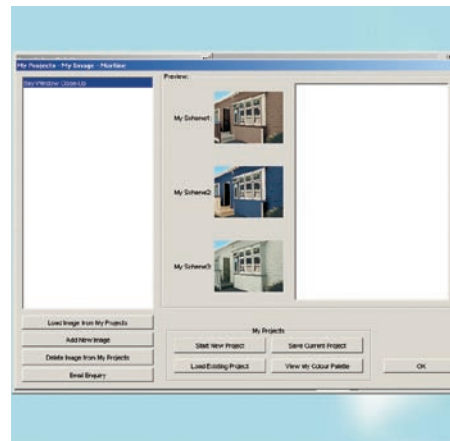 My Projects - My Image - Martine
Bay Window Close-Up
Preview:
My Scheme1:
My Scheme2:
My Scheme3:
Load Image from My Projects
Add New Image
Delete Image from My Projects
Email Enquiry
My Projects
Start New Project
Save Current Project
Load Existing Project
View My Colour Palette
OK